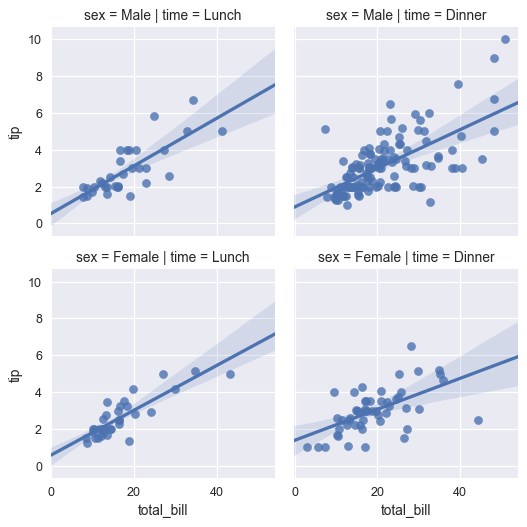 sex = Male | time = Lunch
sex = Male | time = Dinner
10
8
6
4
2
0
tip
sex = Female | time = Lunch
sex = Female | time = Dinner
10
8
6
4
2
0
tip
0 20 40
0 20 40
total_bill
total_bill